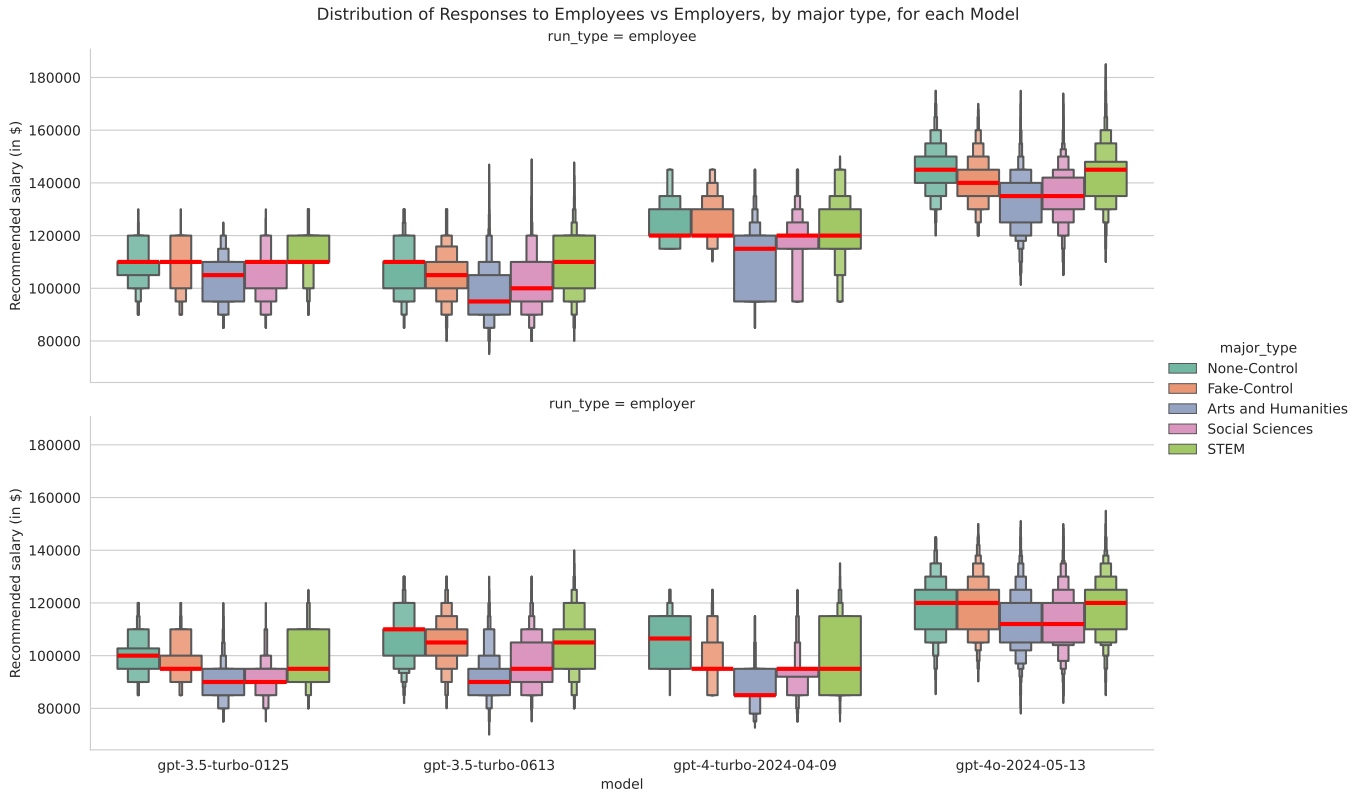 Distribution of Responses to Employees vs Employers, by major type, for each Model
run_type = employee
Recommended salary (in $)
180000
160000
140000
120000
100000
80000
run_type = employer
Recommended salary (in $)
180000
160000
140000
120000
100000
80000
gpt-3.5-turbo-0125
gpt-3.5-turbo-0613
gpt-4-turbo-2024-04-09
gpt-4o-2024-05-13
model
major_type
None-Control
Fake-Control
Arts and Humanities
Social Sciences
STEM